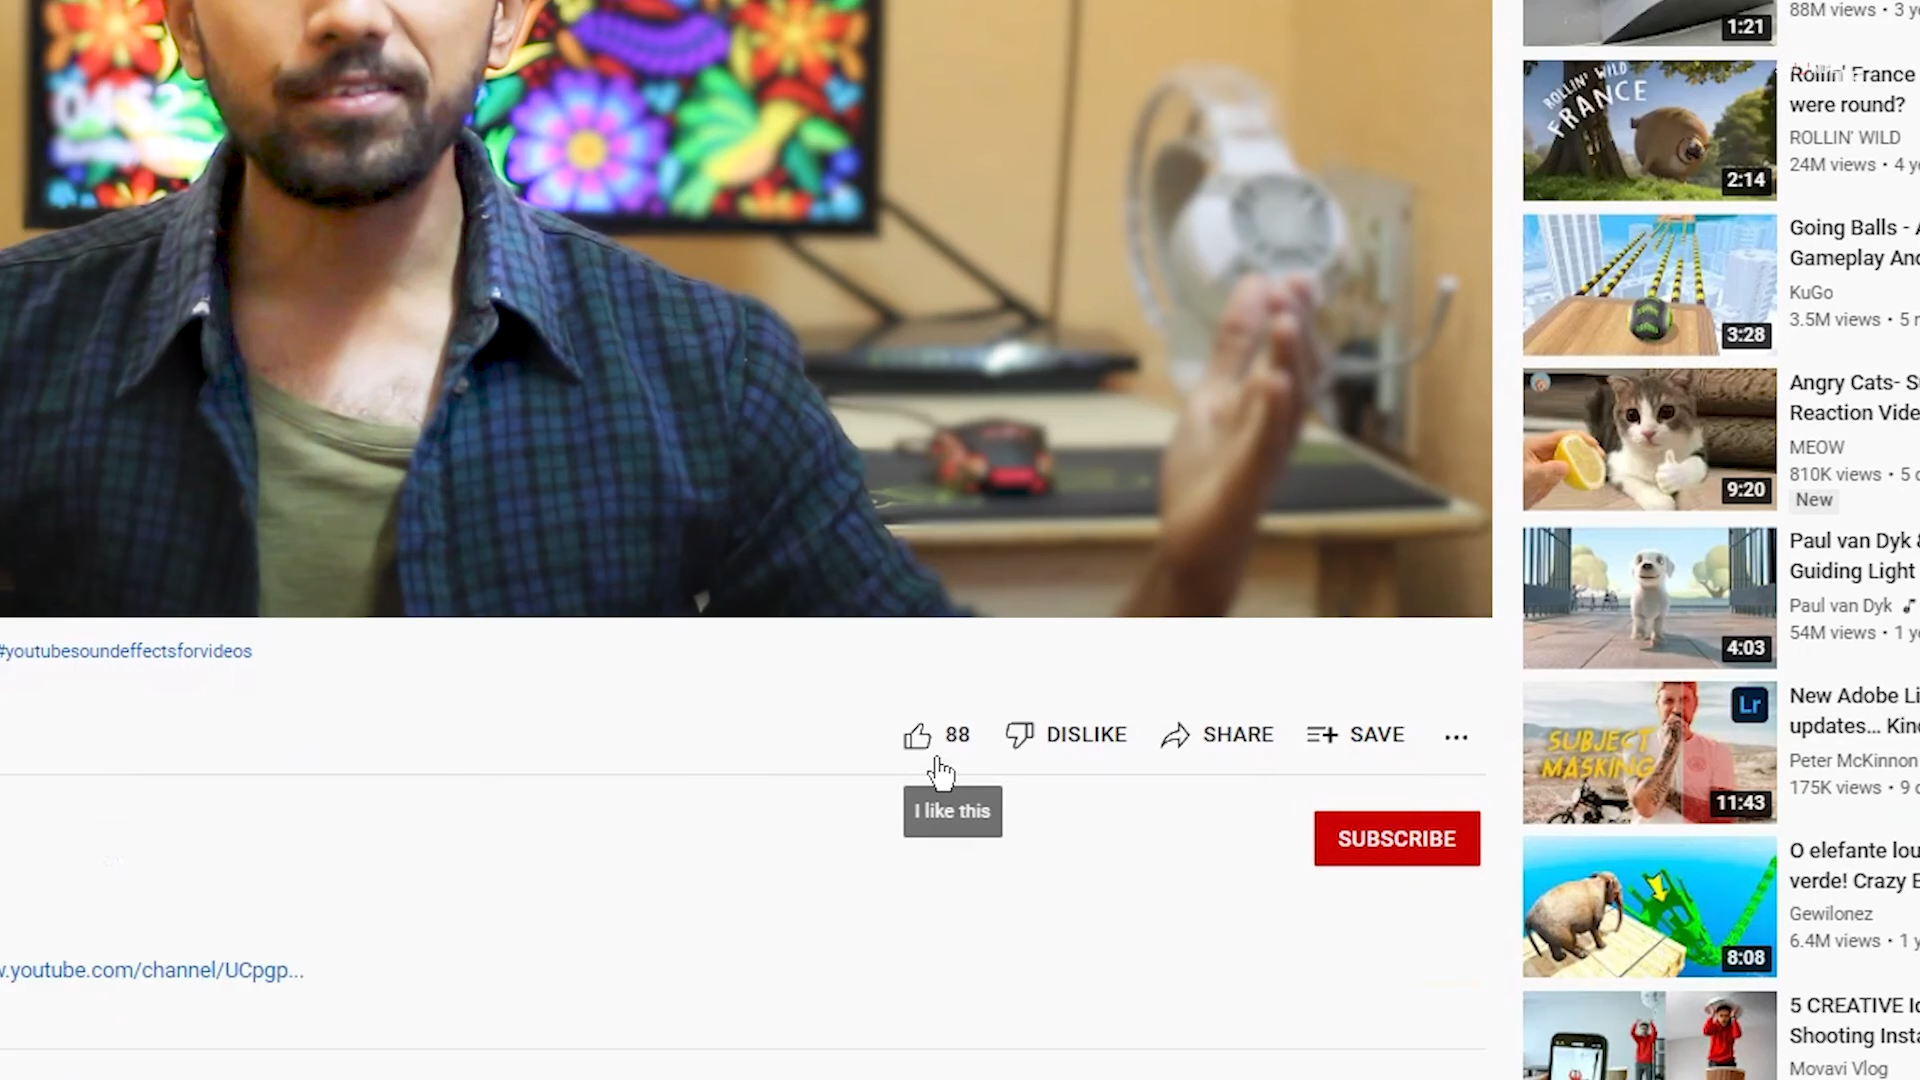 04:52
#youtubesoundeffectsforvideos
88
DISLIKE
SHARE
SAVE
I like this
SUBSCRIBE
w.youtube.com/channel/UCpgp...
1:21
88M views • 3 y
ROLLIN' WILD
FRANCE
2:14
Rollin' France
were round?
ROLLIN' WILD
24M views • 4 y
3:28
Going Balls -
Gameplay And
KuGo
3.5M views • 5
9:20
Angry Cats- S
Reaction Vide
MEOW
810K views • 5
New
4:03
Paul van Dyk
Guiding Light
Paul van Dyk
54M views • 1 y
Lr
SUBJECT
MASKING
11:43
New Adobe Li
updates... Kin
Peter McKinnon
175K views • 9
8:08
O elefante lou
verde! Crazy E
Gewilonez
6.4M views • 1 y
5 CREATIVE
Shooting Insta
Movavi Vlog